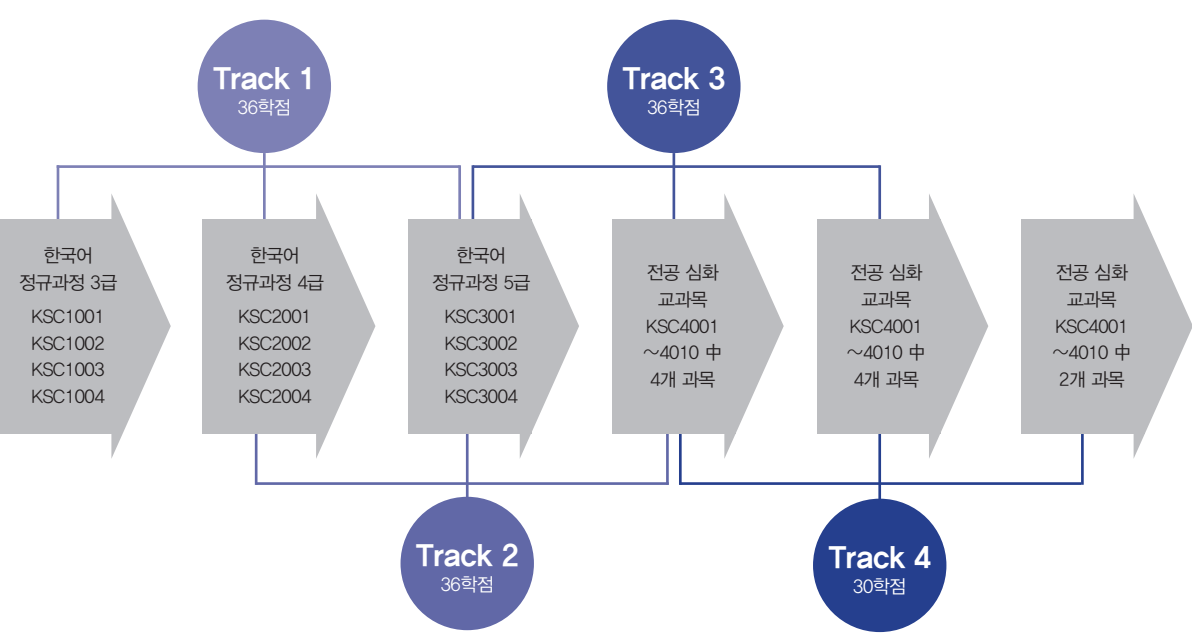 Track 1
36학점
Track 3
36학점
한국어
정규과정 3급
KSC1001
KSC1002
KSC1003
KSC1004
한국어
정규과정 4급
KSC2001
KSC2002
KSC2003
KSC2004
한국어
정규과정 5급
KSC3001
KSC3002
KSC3003
KSC3004
전공 심화
교과목
KSC4001
～4010 中
4개 과목
전공 심화
교과목
KSC4001
～4010 中
4개 과목
전공 심화
교과목
KSC4001
～4010 中
2개 과목
Track 2
36학점
Track 4
30학점